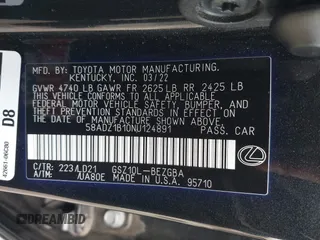 MFD. BY: TOYOTA MOTOR MANUFACTURING.
KENTUCKY, INC. 03/22
GVWR 4740 LB GAWR FR 2625 LB RR 2425 LB
THIS VEHICLE CONFORMS TO ALL APPLICABLE FEDERAL MOTOR
VEHICLE SAFETY, BUMPER, AND THEFT PREVENTION STANDARDS
IN EFFECT ON THE DATE OF MANUFACTURE SHOWN ABOVE.
58ADZ1B10NU124891 PASS. CAR
C/TR: 223/LD21 GSZ10L-BEZGBA
A/TM: /UA80E MADE IN U.S.A. 95710
D8
42661-06C80
AUTOBIDMASTER